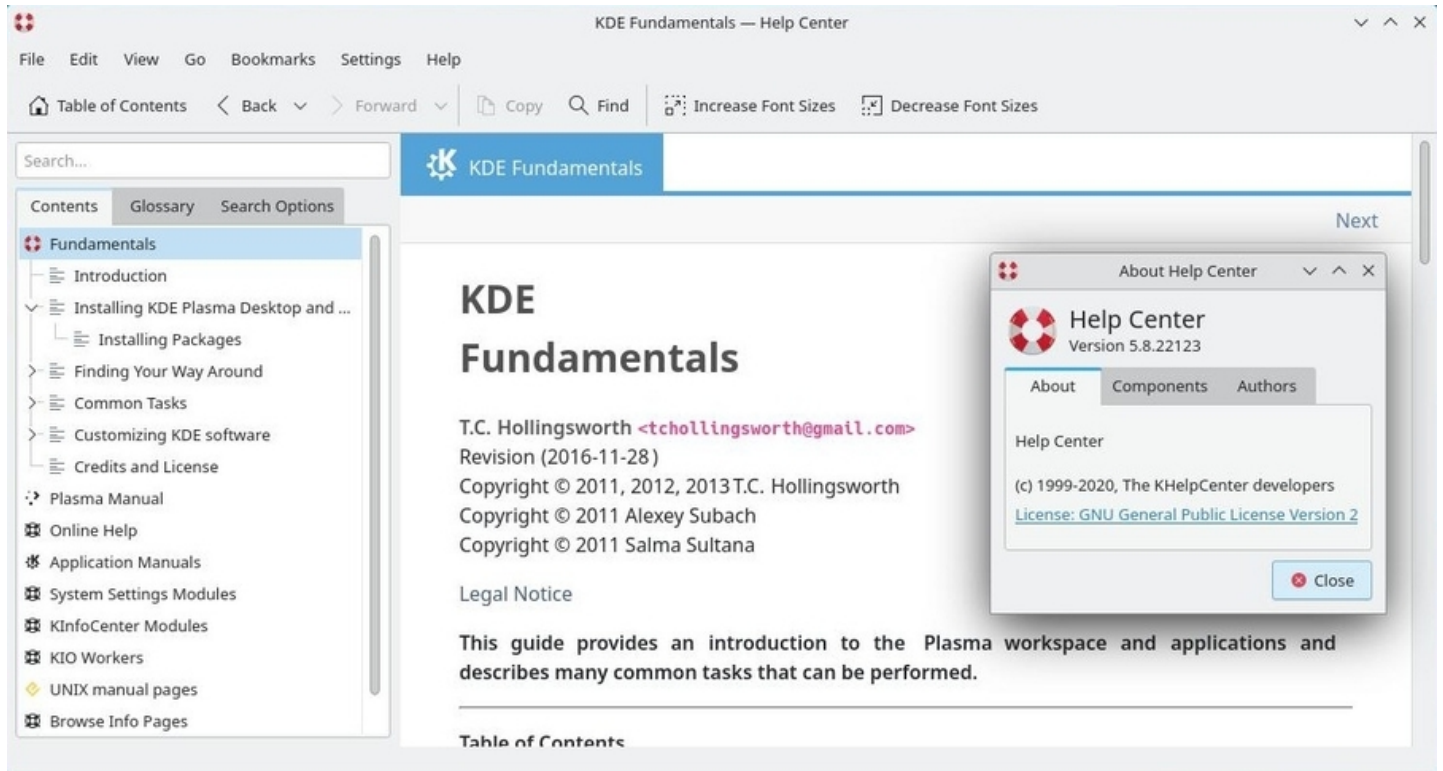 KDE Fundamentals — Help Center
File Edit View Go Bookmarks Settings Help
Table of Contents Back Forward Copy Find Increase Font Sizes Decrease Font Sizes
Search...
Contents Glossary Search Options
Fundamentals
Introduction
Installing KDE Plasma Desktop and ...
Installing Packages
Finding Your Way Around
Common Tasks
Customizing KDE software
Credits and License
Plasma Manual
Online Help
Application Manuals
System Settings Modules
KInfoCenter Modules
KIO Workers
UNIX manual pages
Browse Info Pages
KDE Fundamentals
Next
KDE
Fundamentals
T.C. Hollingsworth <tchollingsworth@gmail.com>
Revision (2016-11-28)
Copyright © 2011, 2012, 2013 T.C. Hollingsworth
Copyright © 2011 Alexey Subach
Copyright © 2011 Salma Sultana
Legal Notice
This guide provides an introduction to the Plasma workspace and applications and
describes many common tasks that can be performed.
Table of Contents
About Help Center
Help Center
Version 5.8.22123
About Components Authors
Help Center
(c) 1999-2020, The KHelpCenter developers
License: GNU General Public License Version 2
Close